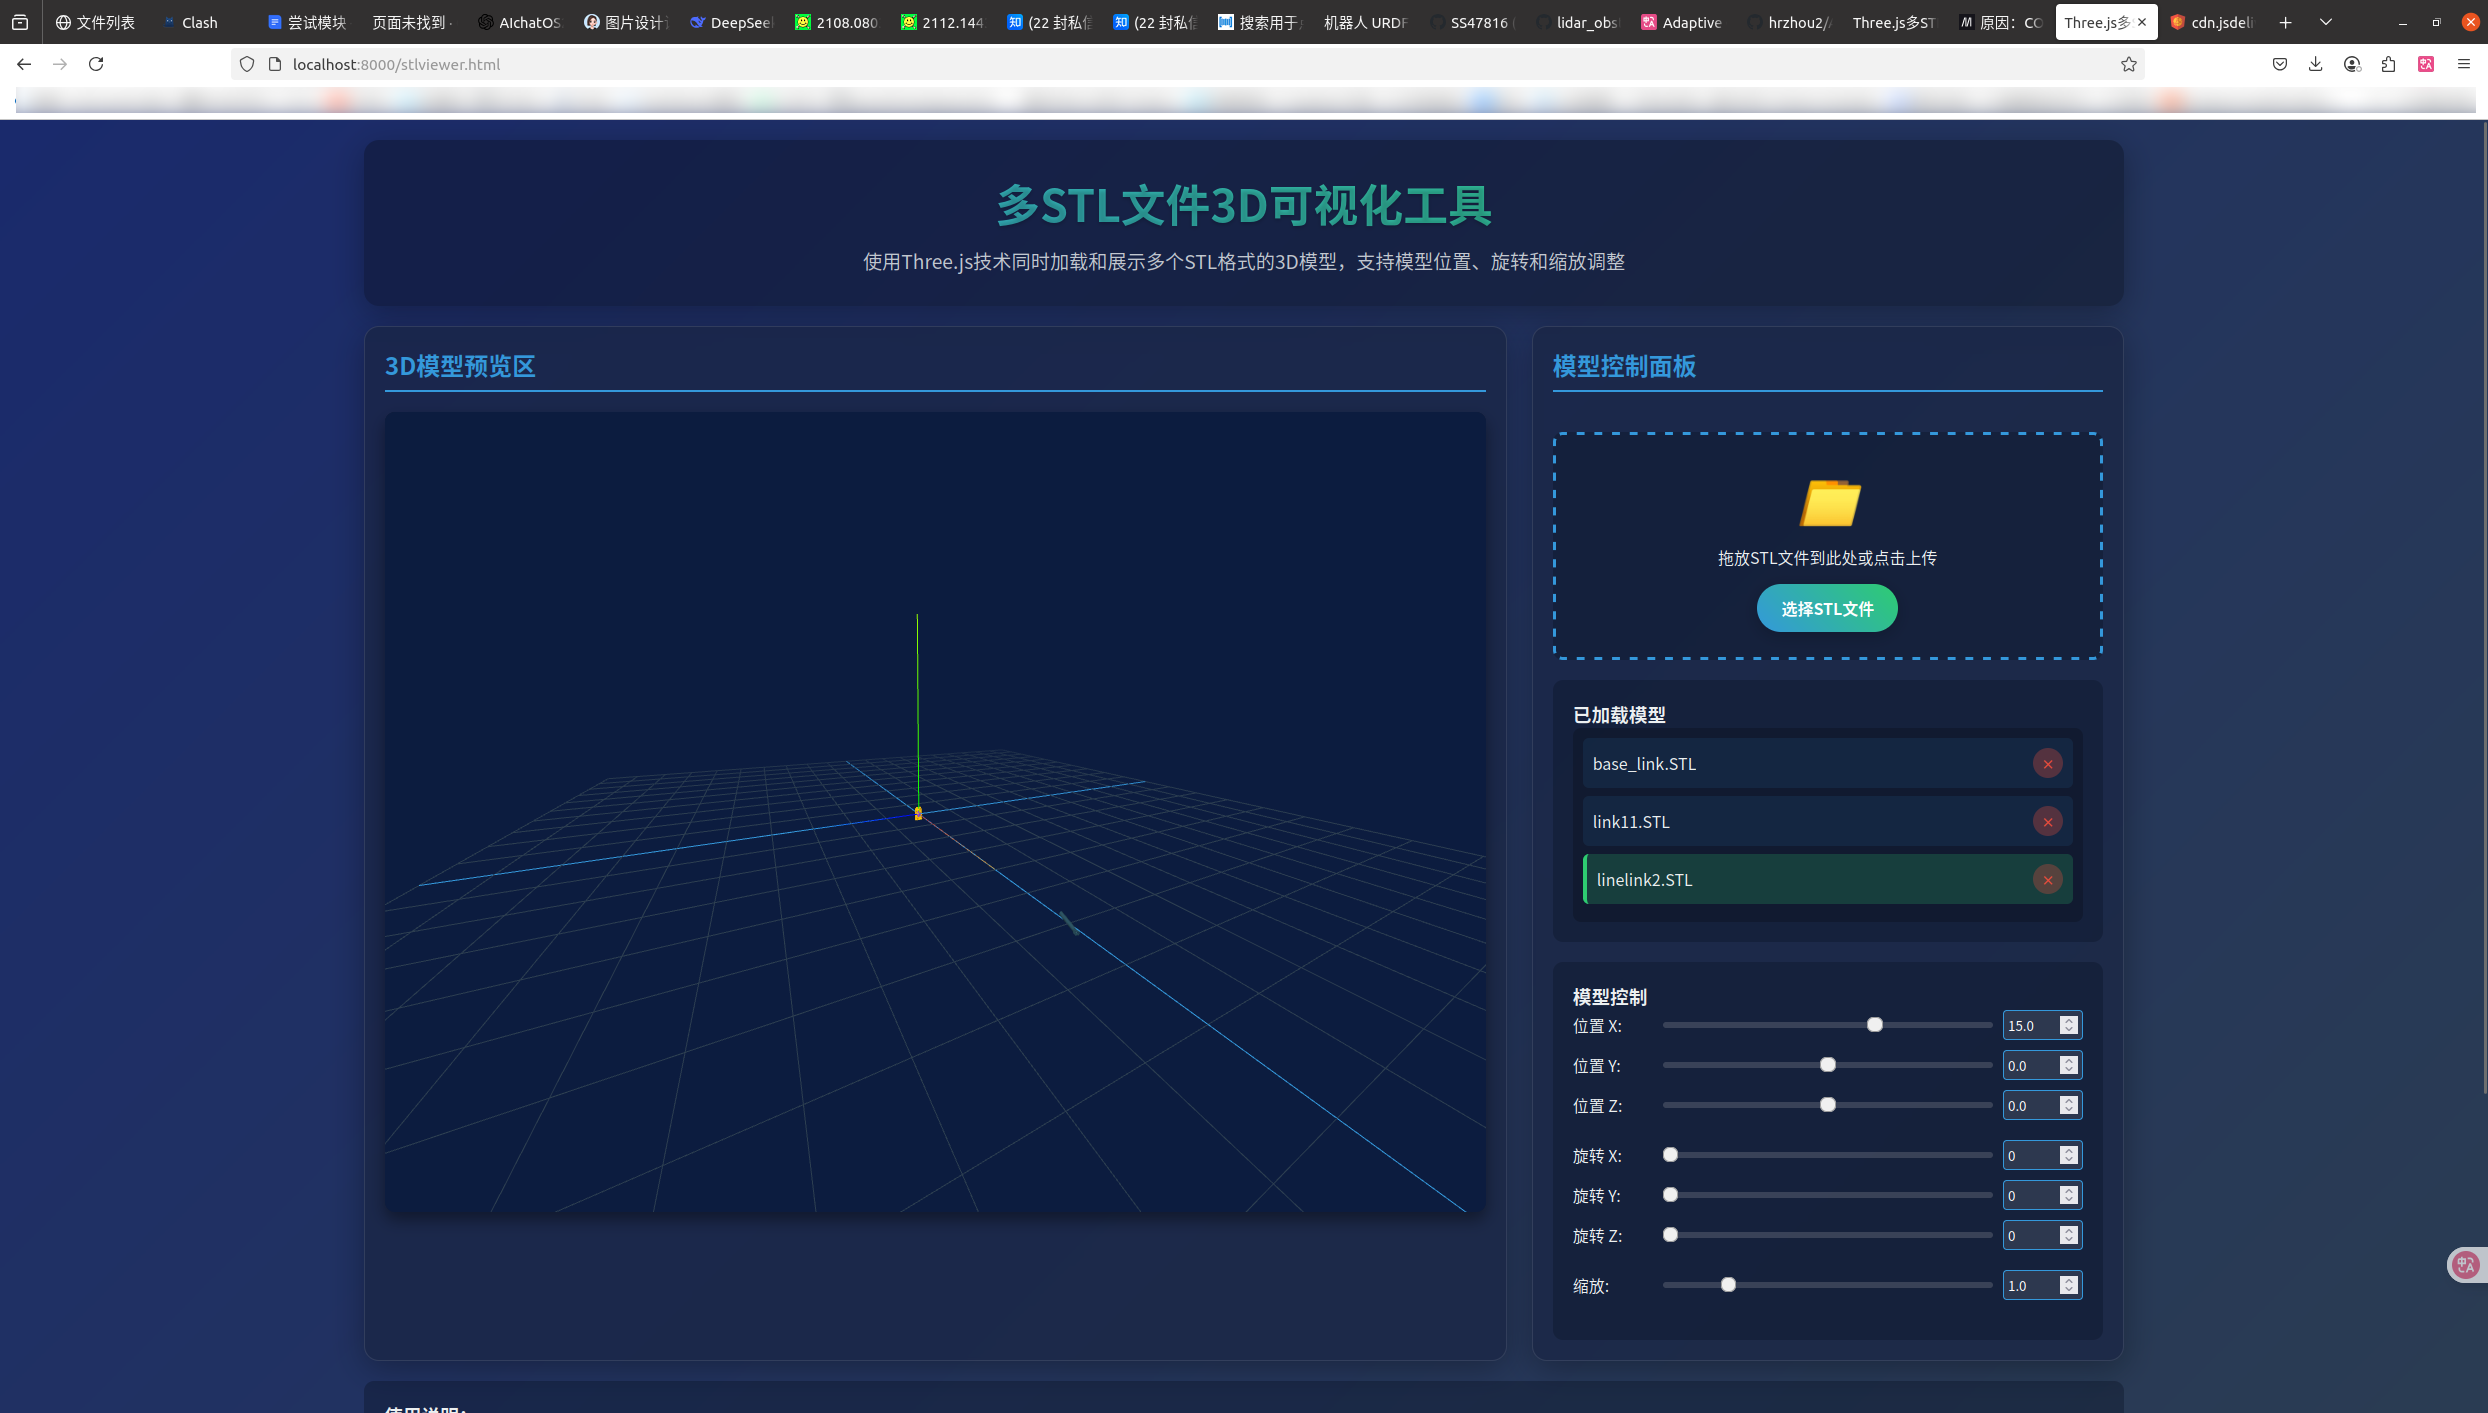 文件列表
Clash
尝试模块
页面未找到 -
AIchatOS
图片设计
DeepSeek
2108.080
2112.144
(22 封私信
(22 封私信
搜索用于
机器人 URDF
SS47816 (
lidar_obs
Adaptive
hrzhou2/
Three.js多ST
原因：CO
Three.js多
cdn.jsdeli
localhost:8000/stlviewer.html
多STL文件3D可视化工具
使用Three.js技术同时加载和展示多个STL格式的3D模型，支持模型位置、旋转和缩放调整
3D模型预览区
模型控制面板
拖放STL文件到此处或点击上传
选择STL文件
已加载模型
base_link.STL
link11.STL
linelink2.STL
模型控制
位置 X: 15.0
位置 Y: 0.0
位置 Z: 0.0
旋转 X: 0
旋转 Y: 0
旋转 Z: 0
缩放: 1.0
使用说明：